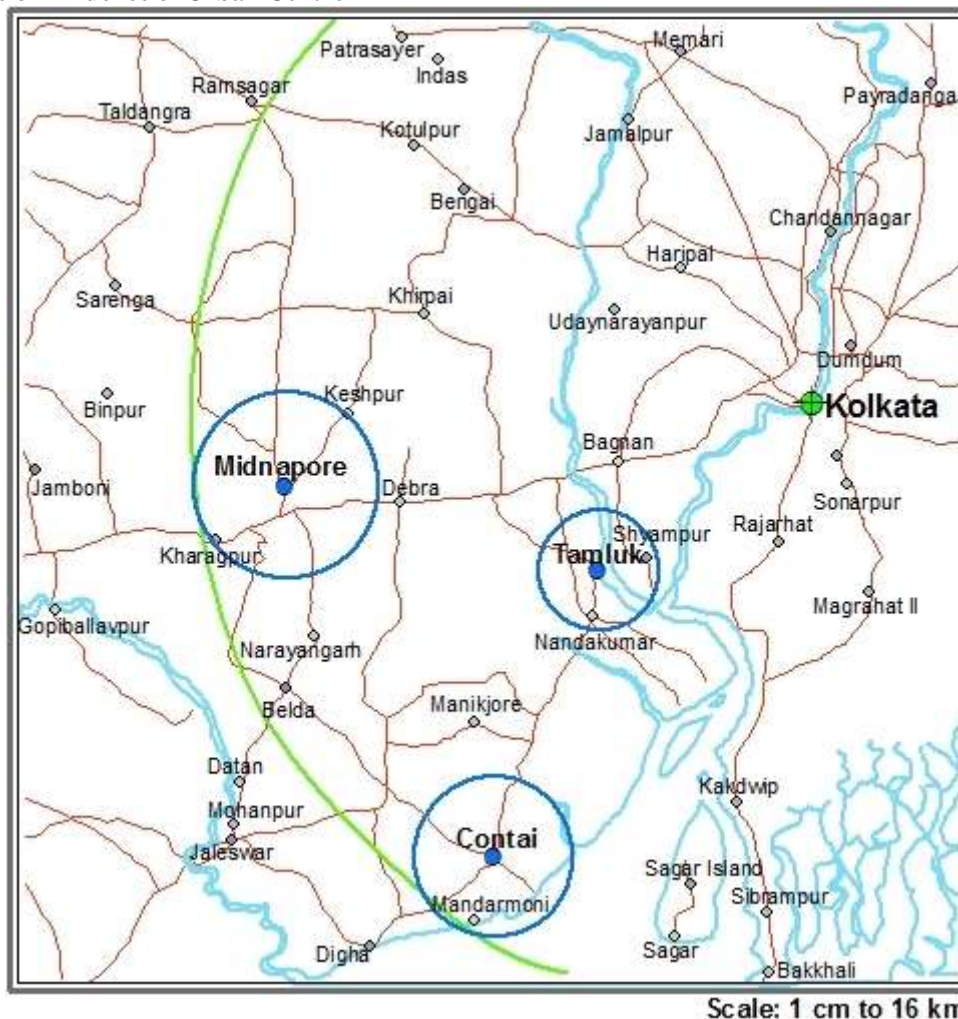 Patrasayer
Memari
Indas
Ramsagar
Payradanga
Taldangra
Kotulpur
Jamalpur
Bengai
Chandannagar
Haripal
Sarenga
Khirpai
Udaynarayanpur
Dumdum
Binpur
Keshpur
Kolkata
Bagnan
Midnapore
Jamboni
Debra
Sonarpur
Rajarhat
Shyampur
Kharagpur
Tamluk
Magrahat II
Gopiballavpur
Narayangarh
Nandakumar
Belda
Manikjore
Datan
Kakdwip
Mohanpur
Contai
Jaleswar
Sagar Island
Sibrampur
Mandarmoni
Digha
Sagar
Bakkhali
Scale: 1 cm to 16 km